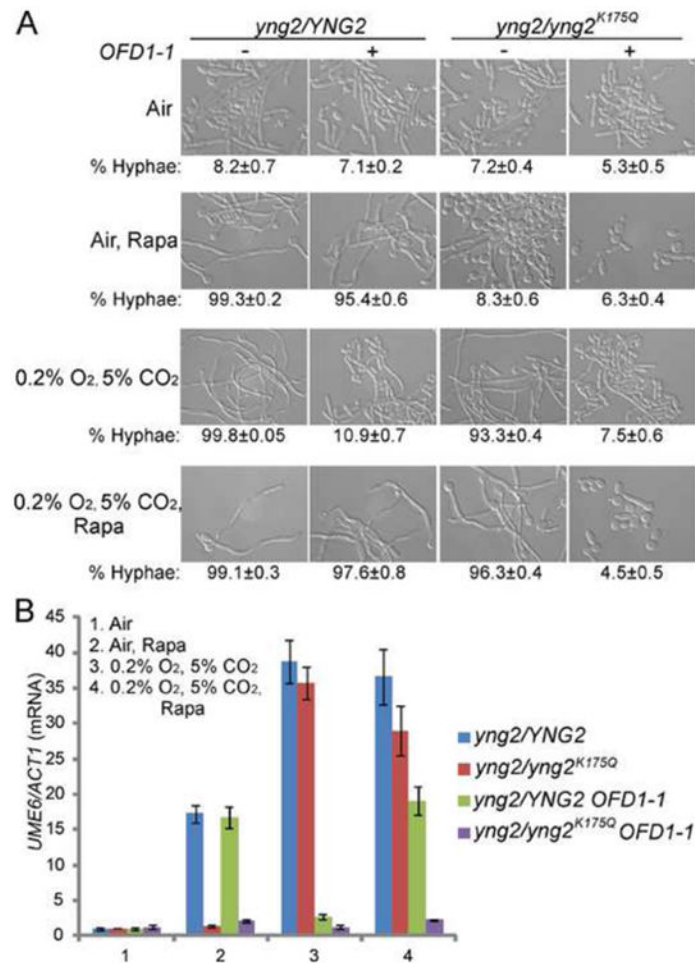 A
yng2/YNG2 yng2/yng2^K175Q
OFD1-1 - + - +
Air
% Hyphae: 8.2±0.7 7.1±0.2 7.2±0.4 5.3±0.5
Air, Rapa
% Hyphae: 99.3±0.2 95.4±0.6 8.3±0.6 6.3±0.4
0.2% O₂, 5% CO₂
% Hyphae: 99.8±0.05 10.9±0.7 93.3±0.4 7.5±0.6
0.2% O₂, 5% CO₂,
Rapa
% Hyphae: 99.1±0.3 97.6±0.8 96.3±0.4 4.5±0.5
B
UME6/ACT1 (mRNA)
45
40
35
30
25
20
15
10
5
0
1. Air
2. Air, Rapa
3. 0.2% O₂, 5% CO₂
4. 0.2% O₂, 5% CO₂,
Rapa
yng2/YNG2
yng2/yng2^K175Q
yng2/YNG2 OFD1-1
yng2/yng2^K175Q OFD1-1
1 2 3 4